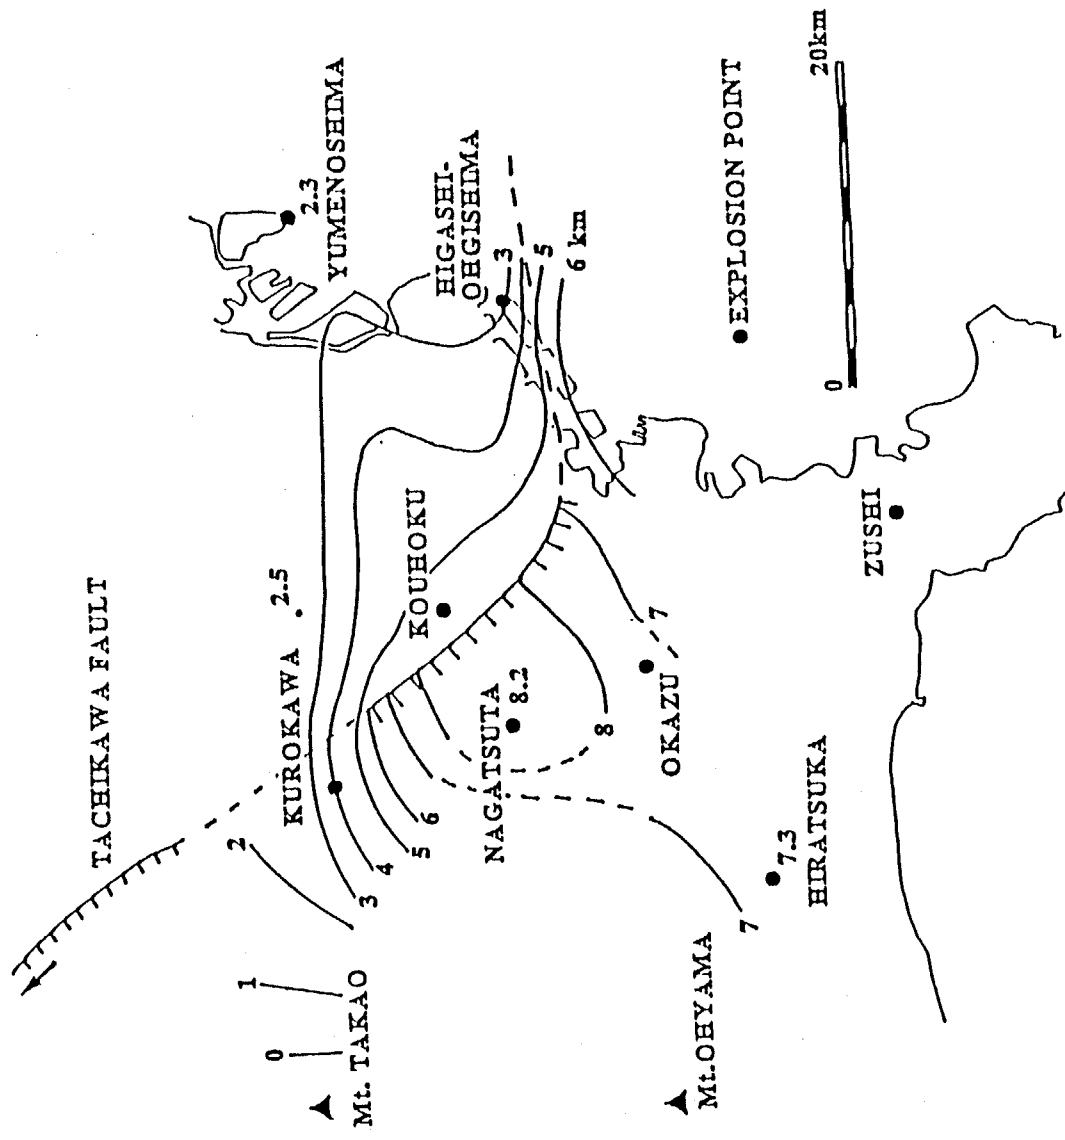 TACHIKAWA FAULT
2.3
YUMENOSHIMA
HIGASHI-
OHGISHIMA
3
5
6 km
EXPLOSION POINT
0
20km
2.5
KUROKAWA
KOUHOKU
2
3
4
5
6
NAGATSUTA
8.2
8
7
OKAZU
ZUSHI
7.3
HIRATSUKA
7
1
0
Mt. TAKAO
Mt.OHYAMA